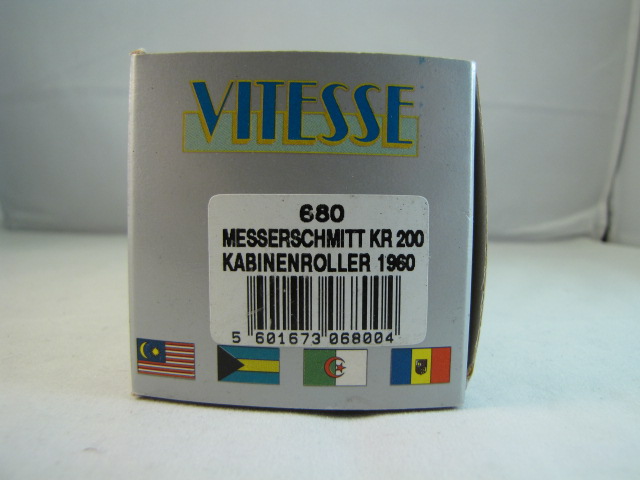 VITESSE
680
MESSERSCHMITT KR 200
KABINENROLLER 1960
5 601673 068004